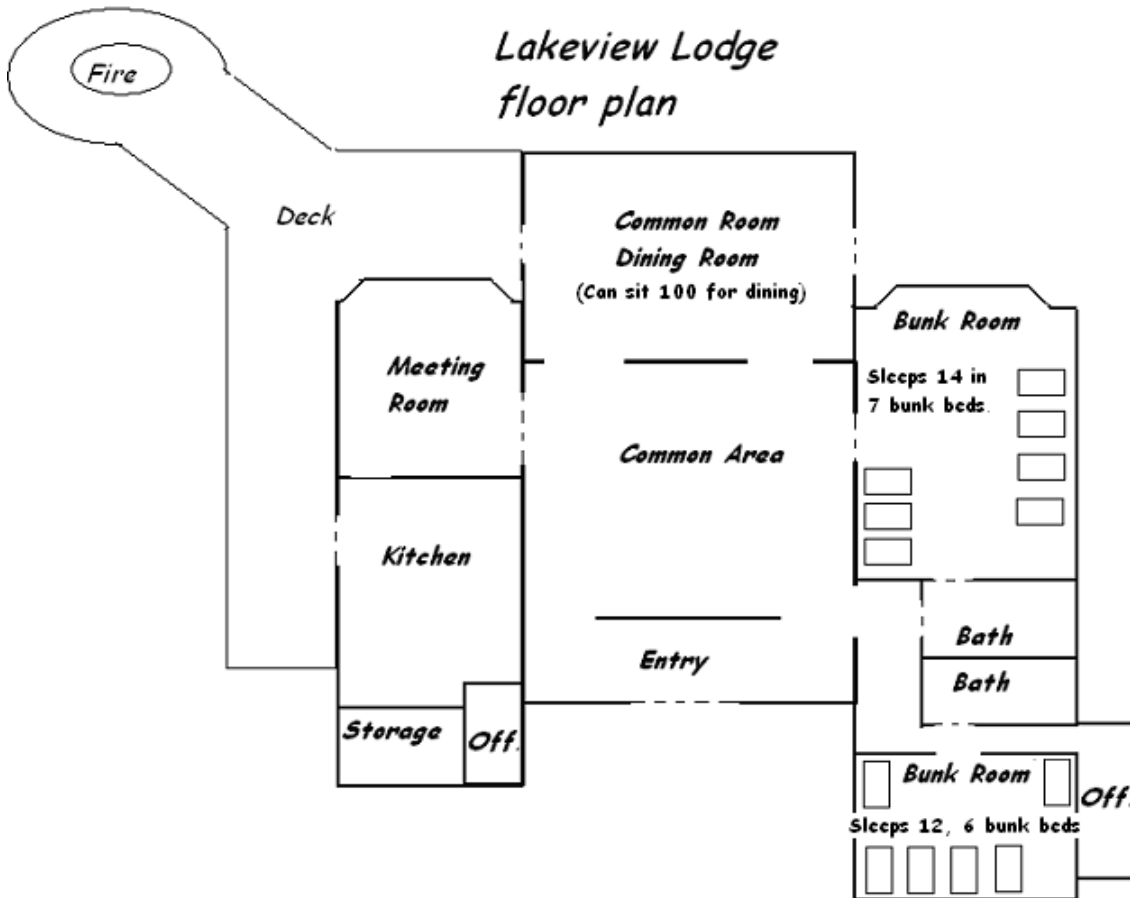 Lakeview Lodge
floor plan
Fire
Deck
Common Room
Dining Room
(Can sit 100 for dining)
Bunk Room
Sleeps 14 in
7 bunk beds.
Meeting
Room
Common Area
Kitchen
Entry
Bath
Bath
Storage
Off.
Bunk Room
Off.
Sleeps 12, 6 bunk beds